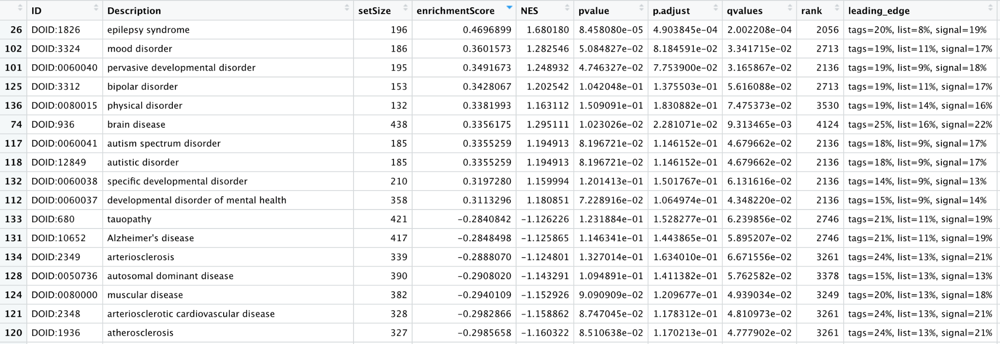 ID Description setSize enrichmentScore NES pvalue p.adjust qvalues rank leading_edge
26 DOID:1826 epilepsy syndrome 196 0.4696899 1.680180 8.458080e-05 4.903845e-04 2.002208e-04 2056 tags=20%, list=8%, signal=19%
102 DOID:3324 mood disorder 186 0.3601573 1.282546 5.084827e-02 8.184591e-02 3.341715e-02 2713 tags=19%, list=11%, signal=17%
101 DOID:0060040 pervasive developmental disorder 195 0.3491673 1.248932 4.746327e-02 7.753900e-02 3.165867e-02 2136 tags=19%, list=9%, signal=18%
125 DOID:3312 bipolar disorder 153 0.3428067 1.202542 1.042048e-01 1.375503e-01 5.616088e-02 2713 tags=19%, list=11%, signal=17%
136 DOID:0080015 physical disorder 132 0.3381993 1.163112 1.509091e-01 1.830882e-01 7.475373e-02 3530 tags=19%, list=14%, signal=16%
74 DOID:936 brain disease 438 0.3356175 1.295111 1.023026e-02 2.281071e-02 9.313465e-03 4124 tags=25%, list=16%, signal=22%
117 DOID:0060041 autism spectrum disorder 185 0.3355259 1.194913 8.196721e-02 1.146152e-01 4.679662e-02 2136 tags=18%, list=9%, signal=17%
118 DOID:12849 autistic disorder 185 0.3355259 1.194913 8.196721e-02 1.146152e-01 4.679662e-02 2136 tags=18%, list=9%, signal=17%
132 DOID:0060038 specific developmental disorder 210 0.3197280 1.159994 1.201413e-01 1.501767e-01 6.131616e-02 2136 tags=14%, list=9%, signal=13%
112 DOID:0060037 developmental disorder of mental health 358 0.3113296 1.180851 7.228916e-02 1.064974e-01 4.348220e-02 2136 tags=15%, list=9%, signal=14%
133 DOID:680 tauopathy 421 -0.2840842 -1.126226 1.231884e-01 1.528277e-01 6.239856e-02 2746 tags=21%, list=11%, signal=19%
131 DOID:10652 Alzheimer's disease 417 -0.2848498 -1.125865 1.146341e-01 1.443865e-01 5.895207e-02 2746 tags=21%, list=11%, signal=19%
134 DOID:2349 arteriosclerosis 339 -0.2888070 -1.124801 1.327014e-01 1.634010e-01 6.671556e-02 3261 tags=24%, list=13%, signal=21%
128 DOID:0050736 autosomal dominant disease 390 -0.2908020 -1.143291 1.094891e-01 1.411382e-01 5.762582e-02 3378 tags=15%, list=13%, signal=13%
124 DOID:0080000 muscular disease 382 -0.2940109 -1.152926 9.090909e-02 1.209677e-01 4.939034e-02 3249 tags=20%, list=13%, signal=18%
121 DOID:2348 arteriosclerotic cardiovascular disease 328 -0.2982866 -1.158862 8.747045e-02 1.178312e-01 4.810973e-02 3261 tags=24%, list=13%, signal=21%
120 DOID:1936 atherosclerosis 327 -0.2985658 -1.160322 8.510638e-02 1.170213e-01 4.777902e-02 3261 tags=24%, list=13%, signal=21%